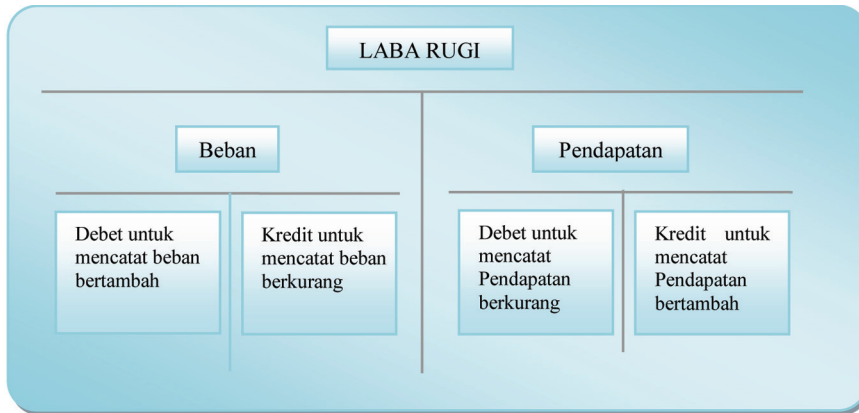 LABA RUGI
Beban
Pendapatan
Debet untuk
mencatat beban
bertambah
Kredit untuk
mencatat beban
berkurang
Debet untuk
mencatat
Pendapatan
berkurang
Kredit untuk
mencatat
Pendapatan
bertambah